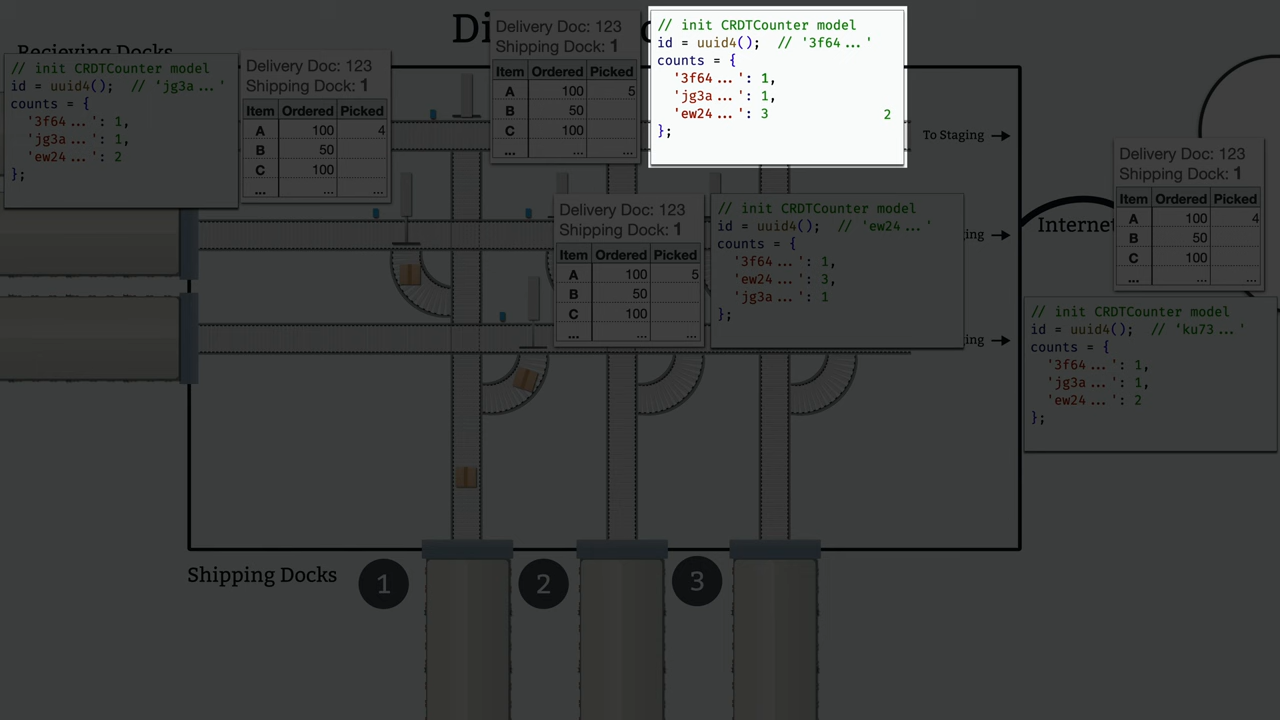 Di
Recieving Docks
// init CRDTCounter model
id = uuid4();  // 'jg3a...'
counts = {
'3f64...': 1,
'jg3a...': 1,
'ew24...': 2
};
Delivery Doc: 123
Shipping Dock: 1
Item Ordered Picked
A 100 4
B 50
C 100
... ... ...
Delivery Doc: 123
Shipping Dock: 1
Item Ordered Picked
A 100 5
B 50
C 100
... ... ...
// init CRDTCounter model
id = uuid4();  // '3f64...'
counts = {
'3f64...': 1,
'jg3a...': 1,
'ew24...': 3 2
};
To Staging
Delivery Doc: 123
Shipping Dock: 1
Item Ordered Picked
A 100 5
B 50
C 100
... ... ...
// init CRDTCounter model
id = uuid4();  // 'ew24...'
counts = {
'3f64...': 1,
'ew24...': 3,
'jg3a...': 1
};
ing
ing
Internet
Delivery Doc: 123
Shipping Dock: 1
Item Ordered Picked
A 100 4
B 50
C 100
... ... ...
// init CRDTCounter model
id = uuid4();  // 'ku73...'
counts = {
'3f64...': 1,
'jg3a...': 1,
'ew24...': 2
};
Shipping Docks
1
2
3